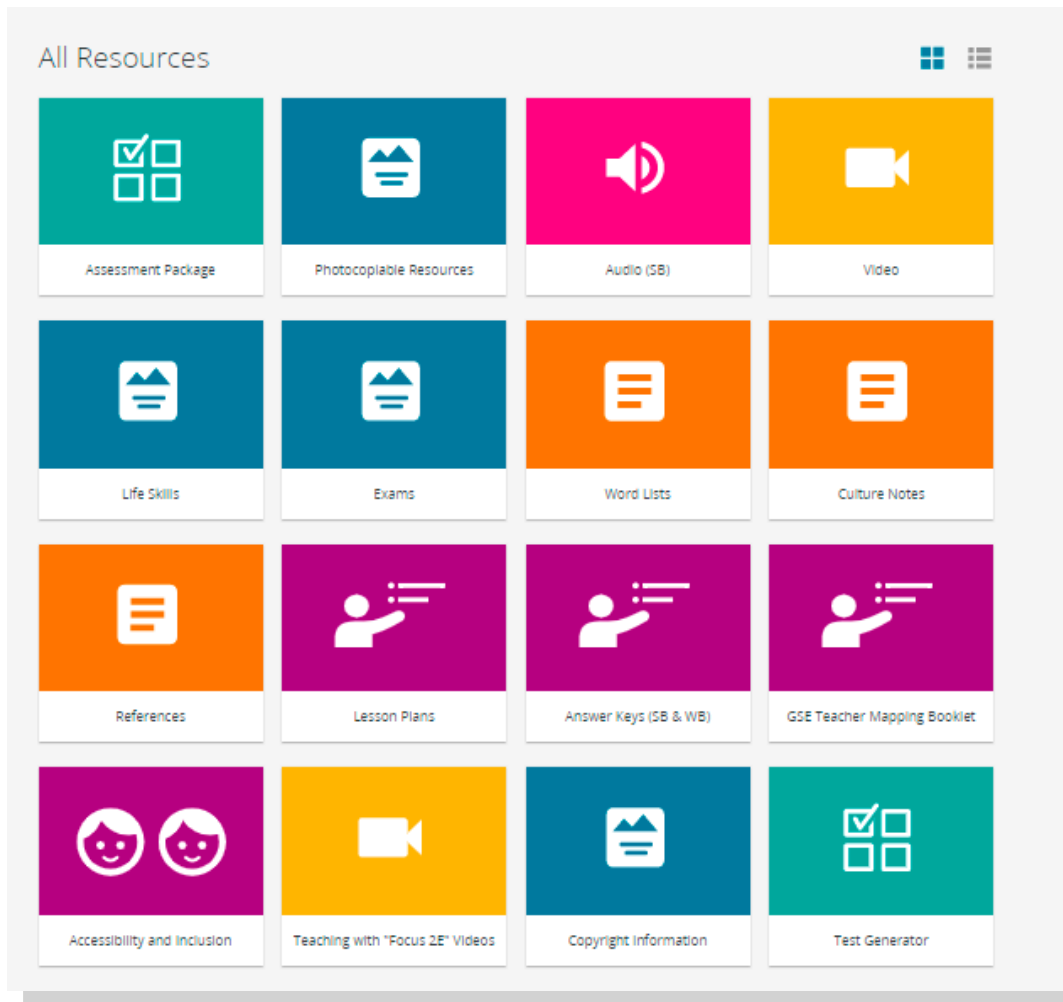 All Resources
Assessment Package
Photocopiable Resources
Audio (SB)
Video
Life Skills
Exams
Word Lists
Culture Notes
References
Lesson Plans
Answer Keys (SB & WB)
GSE Teacher Mapping Booklet
Accessibility and Inclusion
Teaching with "Focus 2E" Videos
Copyright Information
Test Generator